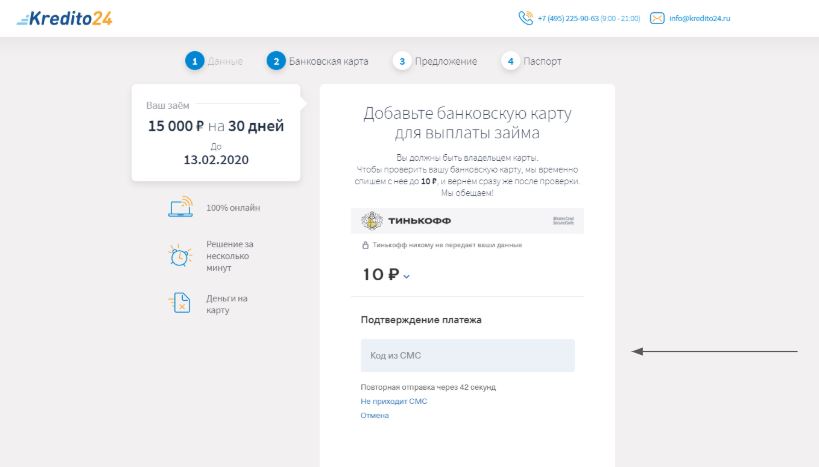 Kredito24
+7 (495) 225-90-63 (9:00 - 21:00)
info@kredito24.ru
1 Данные
2 Банковская карта
3 Предложение
4 Паспорт
Ваш заём
15 000 ₽ на 30 дней
До
13.02.2020
100% онлайн
Решение за
несколько
минут
Деньги на
карту
Добавьте банковскую карту
для выплаты займа
Вы должны быть владельцем карты.
Чтобы проверить вашу банковскую карту, мы временно
спишем с неё до 10 ₽, и вернём сразу же после проверки.
Мы обещаем!
ТИНЬКОФФ
Тинькофф никому не передает ваши данные
10 ₽
Подтверждение платежа
Код из СМС
Повторная отправка через 42 секунд
Не приходит СМС
Отмена